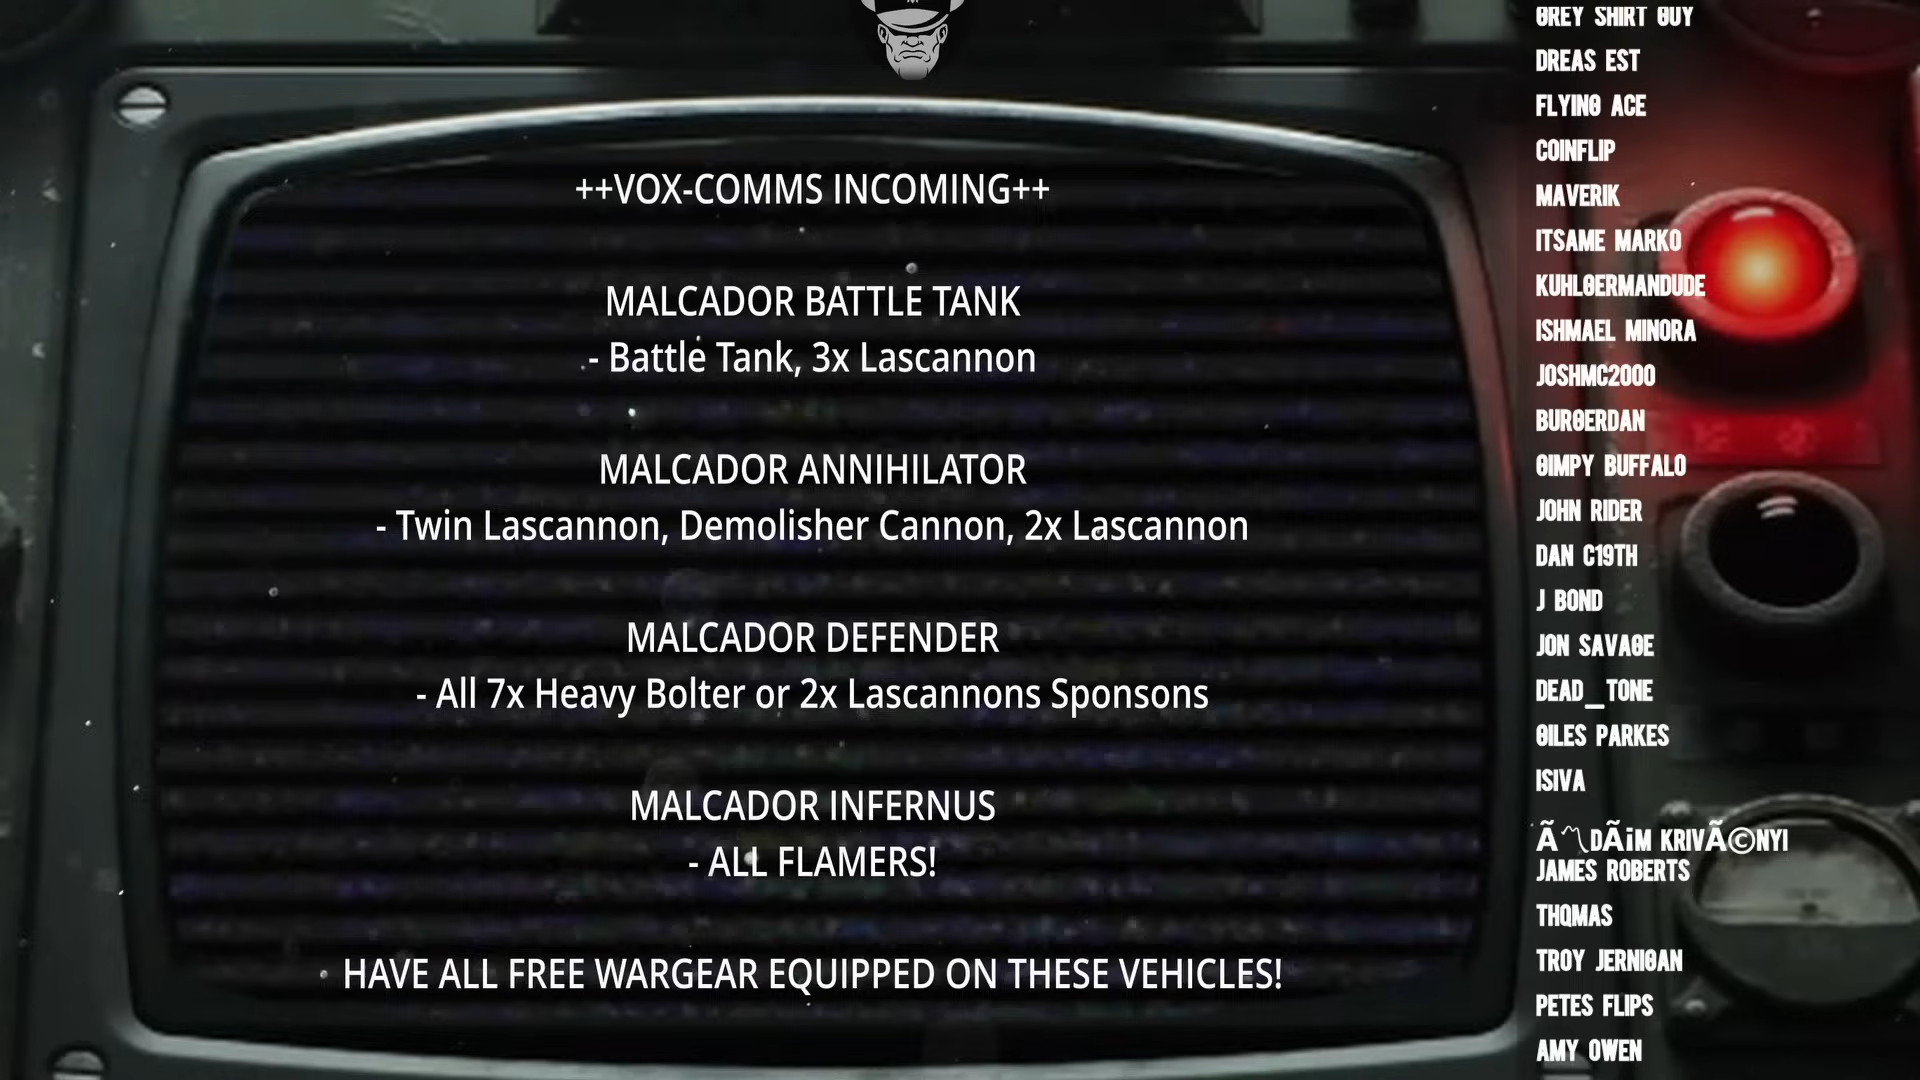 ++VOX-COMMS INCOMING++
MALCADOR BATTLE TANK
- Battle Tank, 3x Lascannon
MALCADOR ANNIHILATOR
- Twin Lascannon, Demolisher Cannon, 2x Lascannon
MALCADOR DEFENDER
- All 7x Heavy Bolter or 2x Lascannons Sponsons
MALCADOR INFERNUS
- ALL FLAMERS!
HAVE ALL FREE WARGEAR EQUIPPED ON THESE VEHICLES!
GREY SHIRT GUY
DREAS EST
FLYING ACE
COINFLIP
MAVERIK
ITSAME MARKO
KUHLGERMANDUDE
ISHMAEL MINORA
JOSHMC2000
BURGERDAN
GIMPY BUFFALO
JOHN RIDER
DAN C19TH
J BOND
JON SAVAGE
DEAD_TONE
GILES PARKES
ISIVA
KRIVÃ©NYI
JAMES ROBERTS
THQMAS
TROY JERNIGAN
PETES FLIPS
AMY OWEN